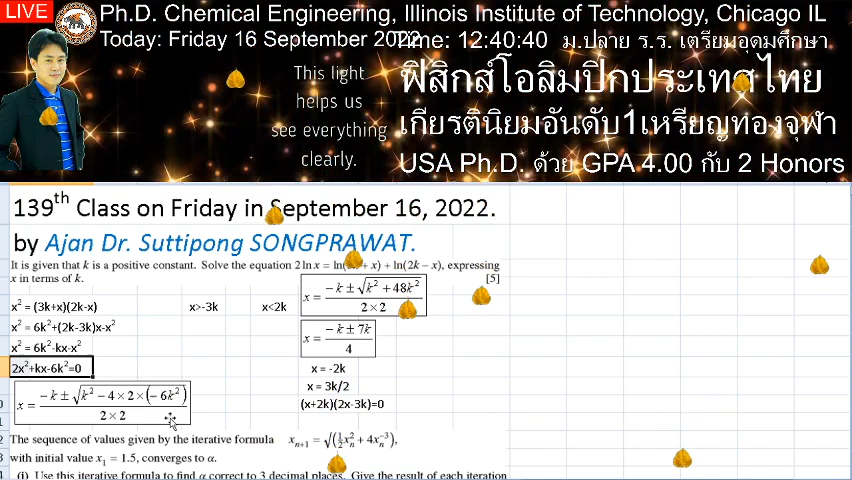 LIVE
Ph.D. Chemical Engineering, Illinois Institute of Technology, Chicago IL
Today: Friday 16 September 2022
Time: 12:40:40 ม.ปลาย ร.ร. เตรียมอุดมศึกษา
This light
helps us
see everything
clearly.
ฟิสิกส์โอลิมปิกประเทศไทย
เกียรตินิยมอันดับ1เหรียญทองจุฬา
USA Ph.D. ด้วย GPA 4.00 กับ 2 Honors
139th Class on Friday in September 16, 2022.
by Ajan Dr. Suttipong SONGPRAWAT.
It is given that k is a positive constant. Solve the equation 2 ln x = ln( + x) + ln(2k − x), expressing
x in terms of k. [5]
x² = (3k+x)(2k-x) x>-3k x<2k
x² = 6k²+(2k-3k)x-x²
x² = 6k²-kx-x²
2x²+kx-6k²=0
x = (−k ± √(k² − 4×2×(−6k²))) / (2×2)
x = (−k ± √(k² + 48k²)) / (2×2)
x = (−k ± 7k) / 4
x = -2k
x = 3k/2
(x+2k)(2x-3k)=0
The sequence of values given by the iterative formula xₙ₊₁ = √(½xₙ² + 4xₙ⁻³),
with initial value x₁ = 1.5, converges to α.
(i) Use this iterative formula to find α correct to 3 decimal places. Give the result of each iteration